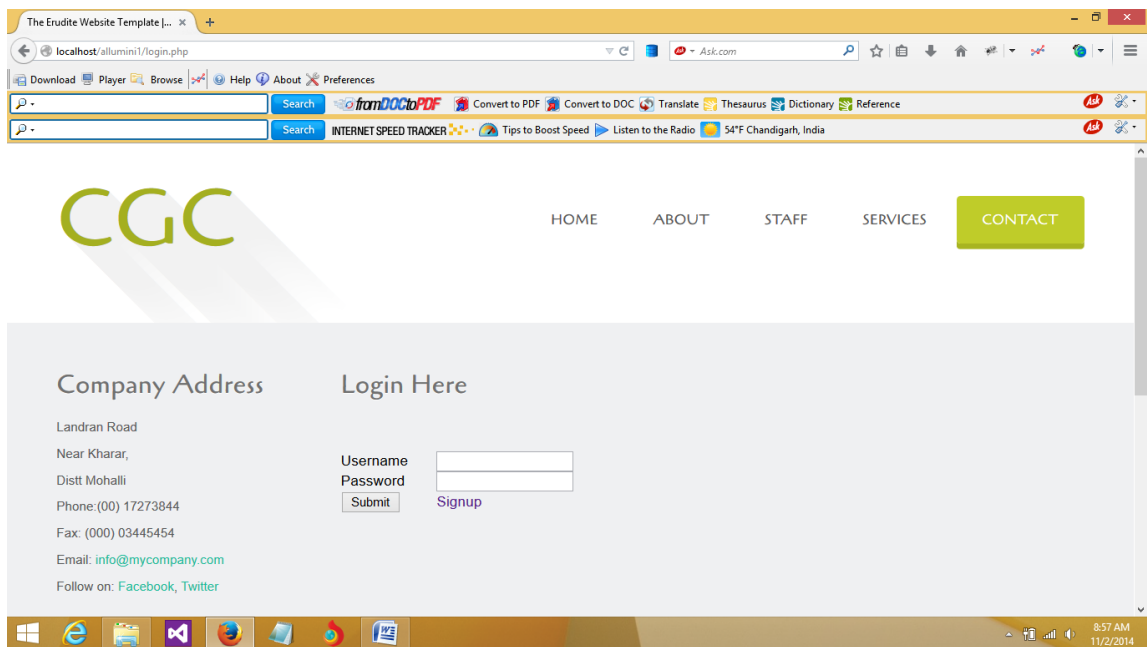 The Erudite Website Template |... × +
localhost/allumini1/login.php Ask.com
Download Player Browse Help About Preferences
Search fromDOCtoPDF Convert to PDF Convert to DOC Translate Thesaurus Dictionary Reference Ask
Search INTERNET SPEED TRACKER Tips to Boost Speed Listen to the Radio 54°F Chandigarh, India Ask
CGC HOME ABOUT STAFF SERVICES CONTACT
Company Address
Landran Road
Near Kharar,
Distt Mohalli
Phone:(00) 17273844
Fax: (000) 03445454
Email: info@mycompany.com
Follow on: Facebook, Twitter
Login Here
Username
Password
Submit Signup
8:57 AM
11/2/2014